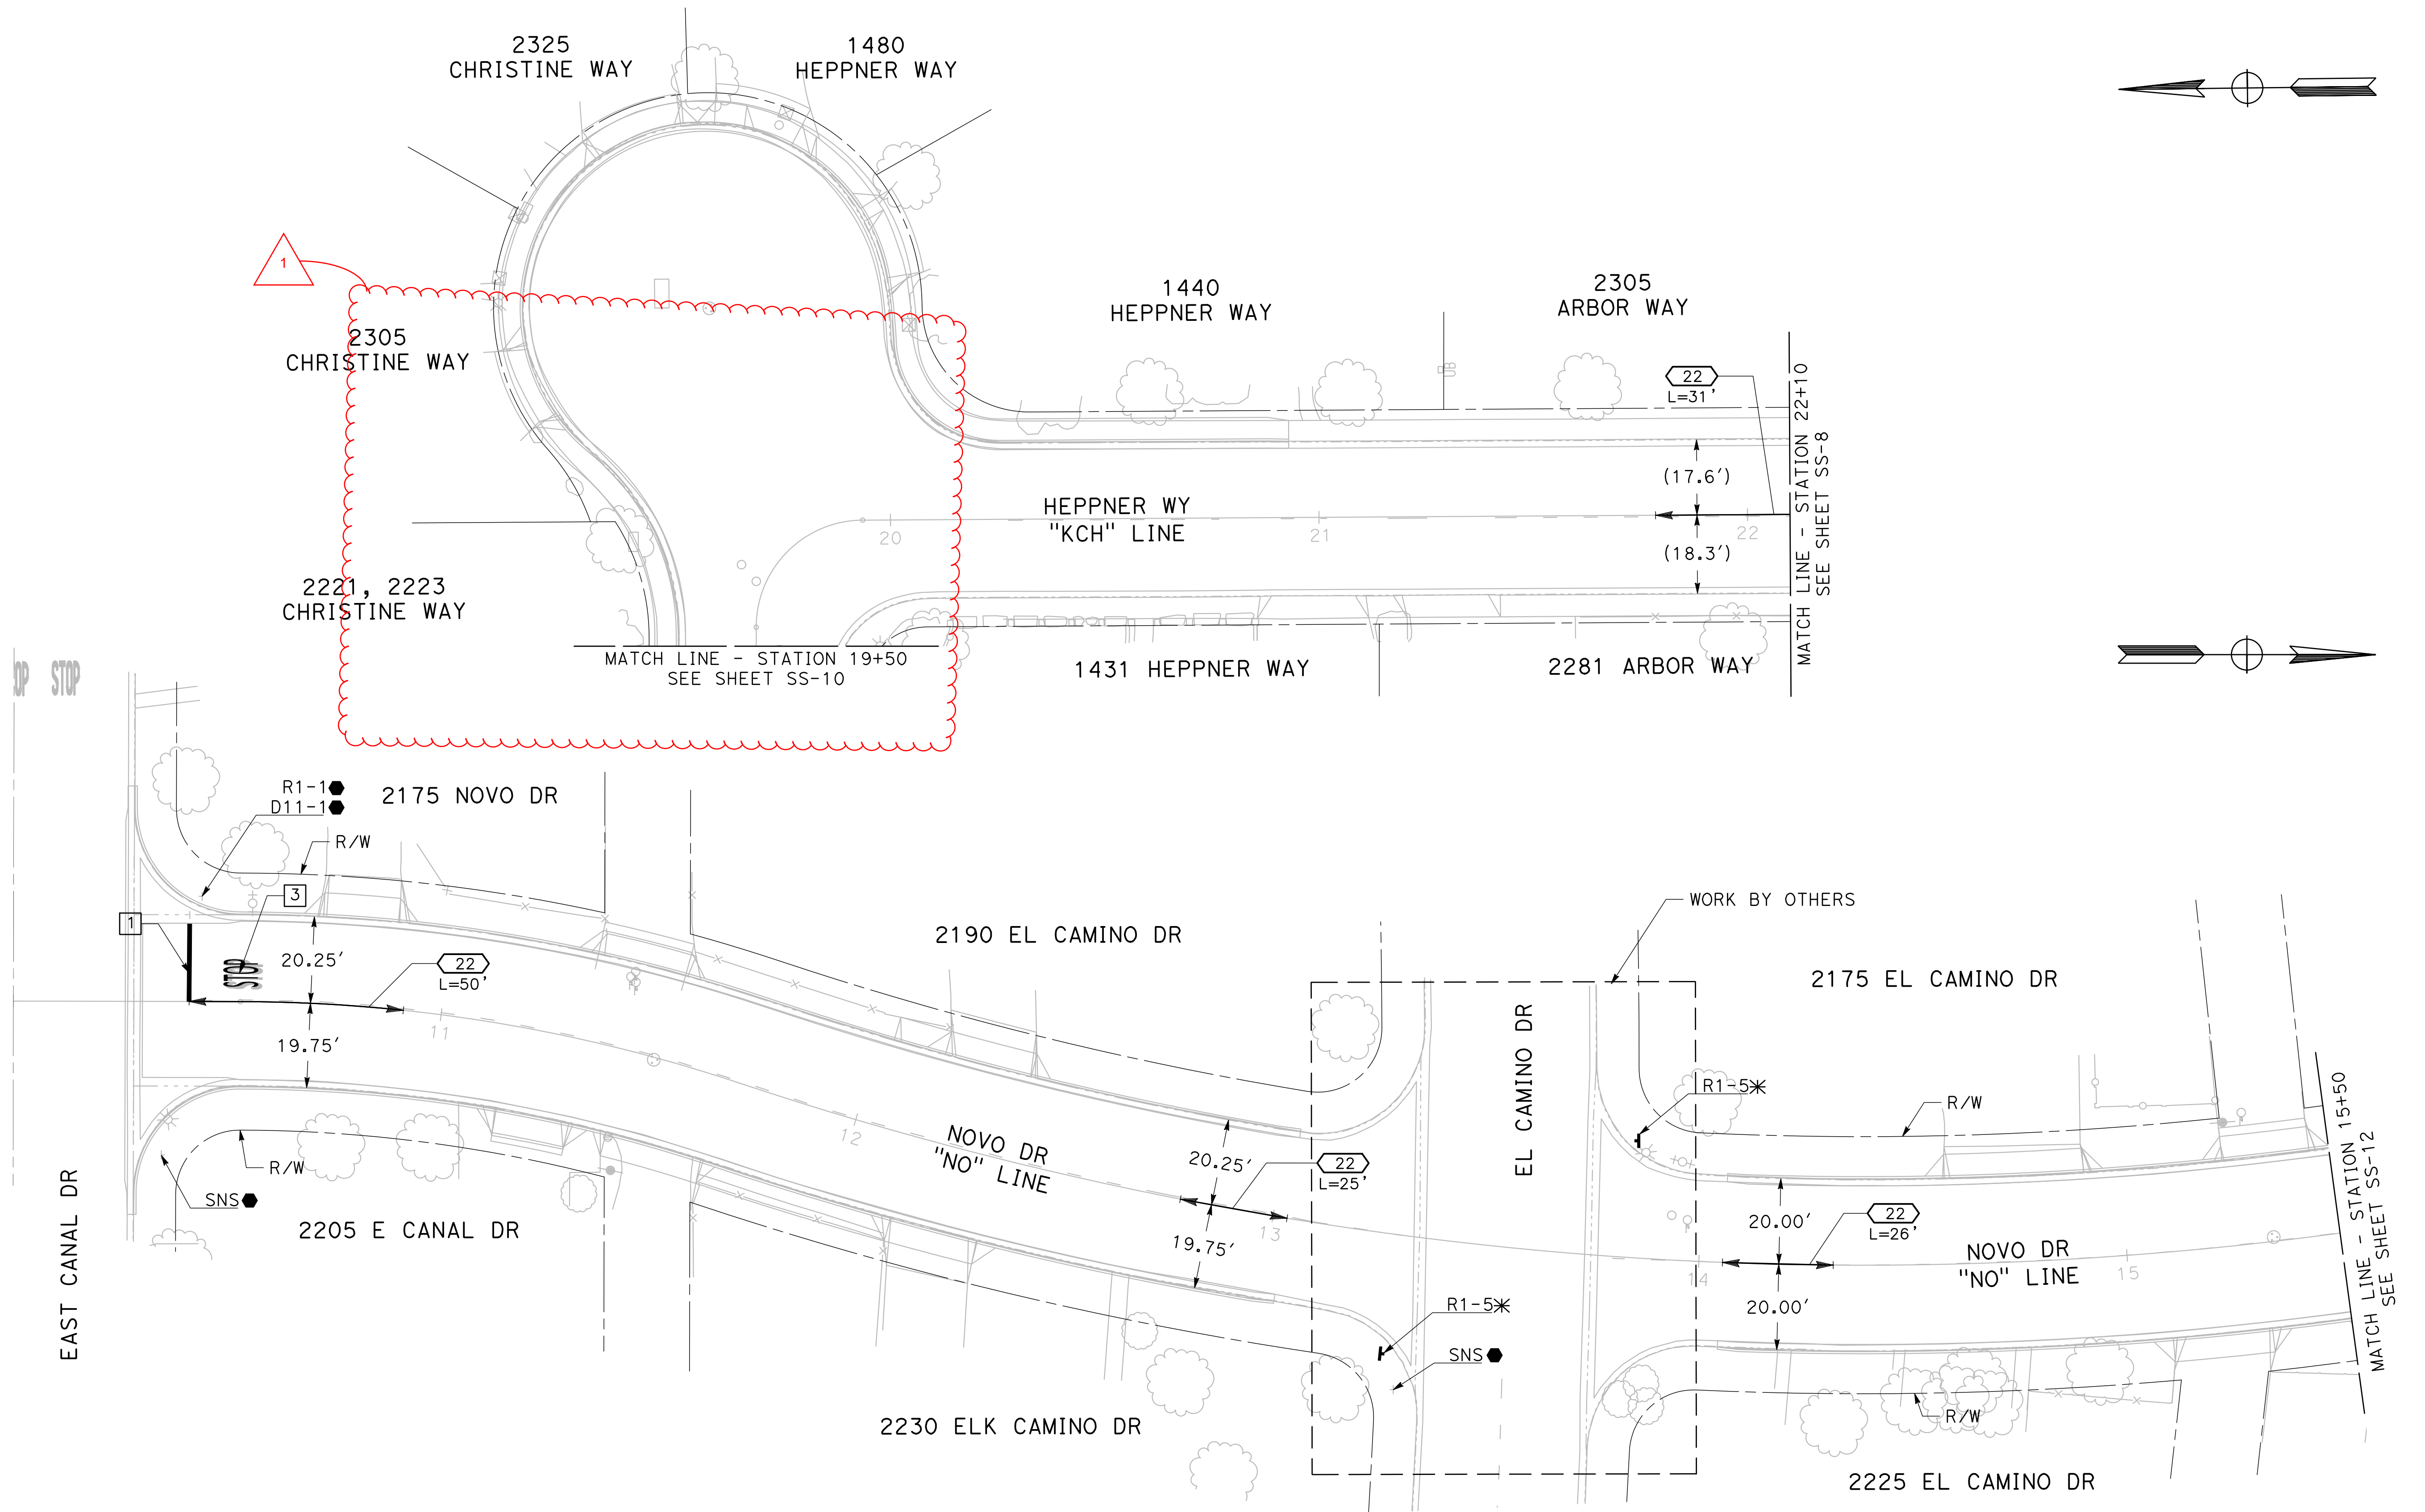 2325
CHRISTINE WAY
1480
HEPPNER WAY
1
2305
CHRISTINE WAY
1440
HEPPNER WAY
2305
ARBOR WAY
UB
22
L=31'
MATCH LINE - STATION 22+10
SEE SHEET SS-8
(17.6')
HEPPNER WY
"KCH" LINE
20
21
22
(18.3')
2221, 2223
CHRISTINE WAY
MATCH LINE - STATION 19+50
SEE SHEET SS-10
1431 HEPPNER WAY
2281 ARBOR WAY
OP STOP
R1-1
D11-1
2175 NOVO DR
R/W
3
1
STOP
20.25'
22
L=50'
19.75'
11
2190 EL CAMINO DR
WORK BY OTHERS
2175 EL CAMINO DR
EL CAMINO DR
R1-5
R/W
12
NOVO DR
"NO" LINE
20.25'
22
L=25'
13
19.75'
R/W
SNS
2205 E CANAL DR
EAST CANAL DR
20.00'
22
L=26'
14
NOVO DR
"NO" LINE
15
20.00'
MATCH LINE - STATION 15+50
SEE SHEET SS-12
R1-5
SNS
R/W
2230 ELK CAMINO DR
2225 EL CAMINO DR